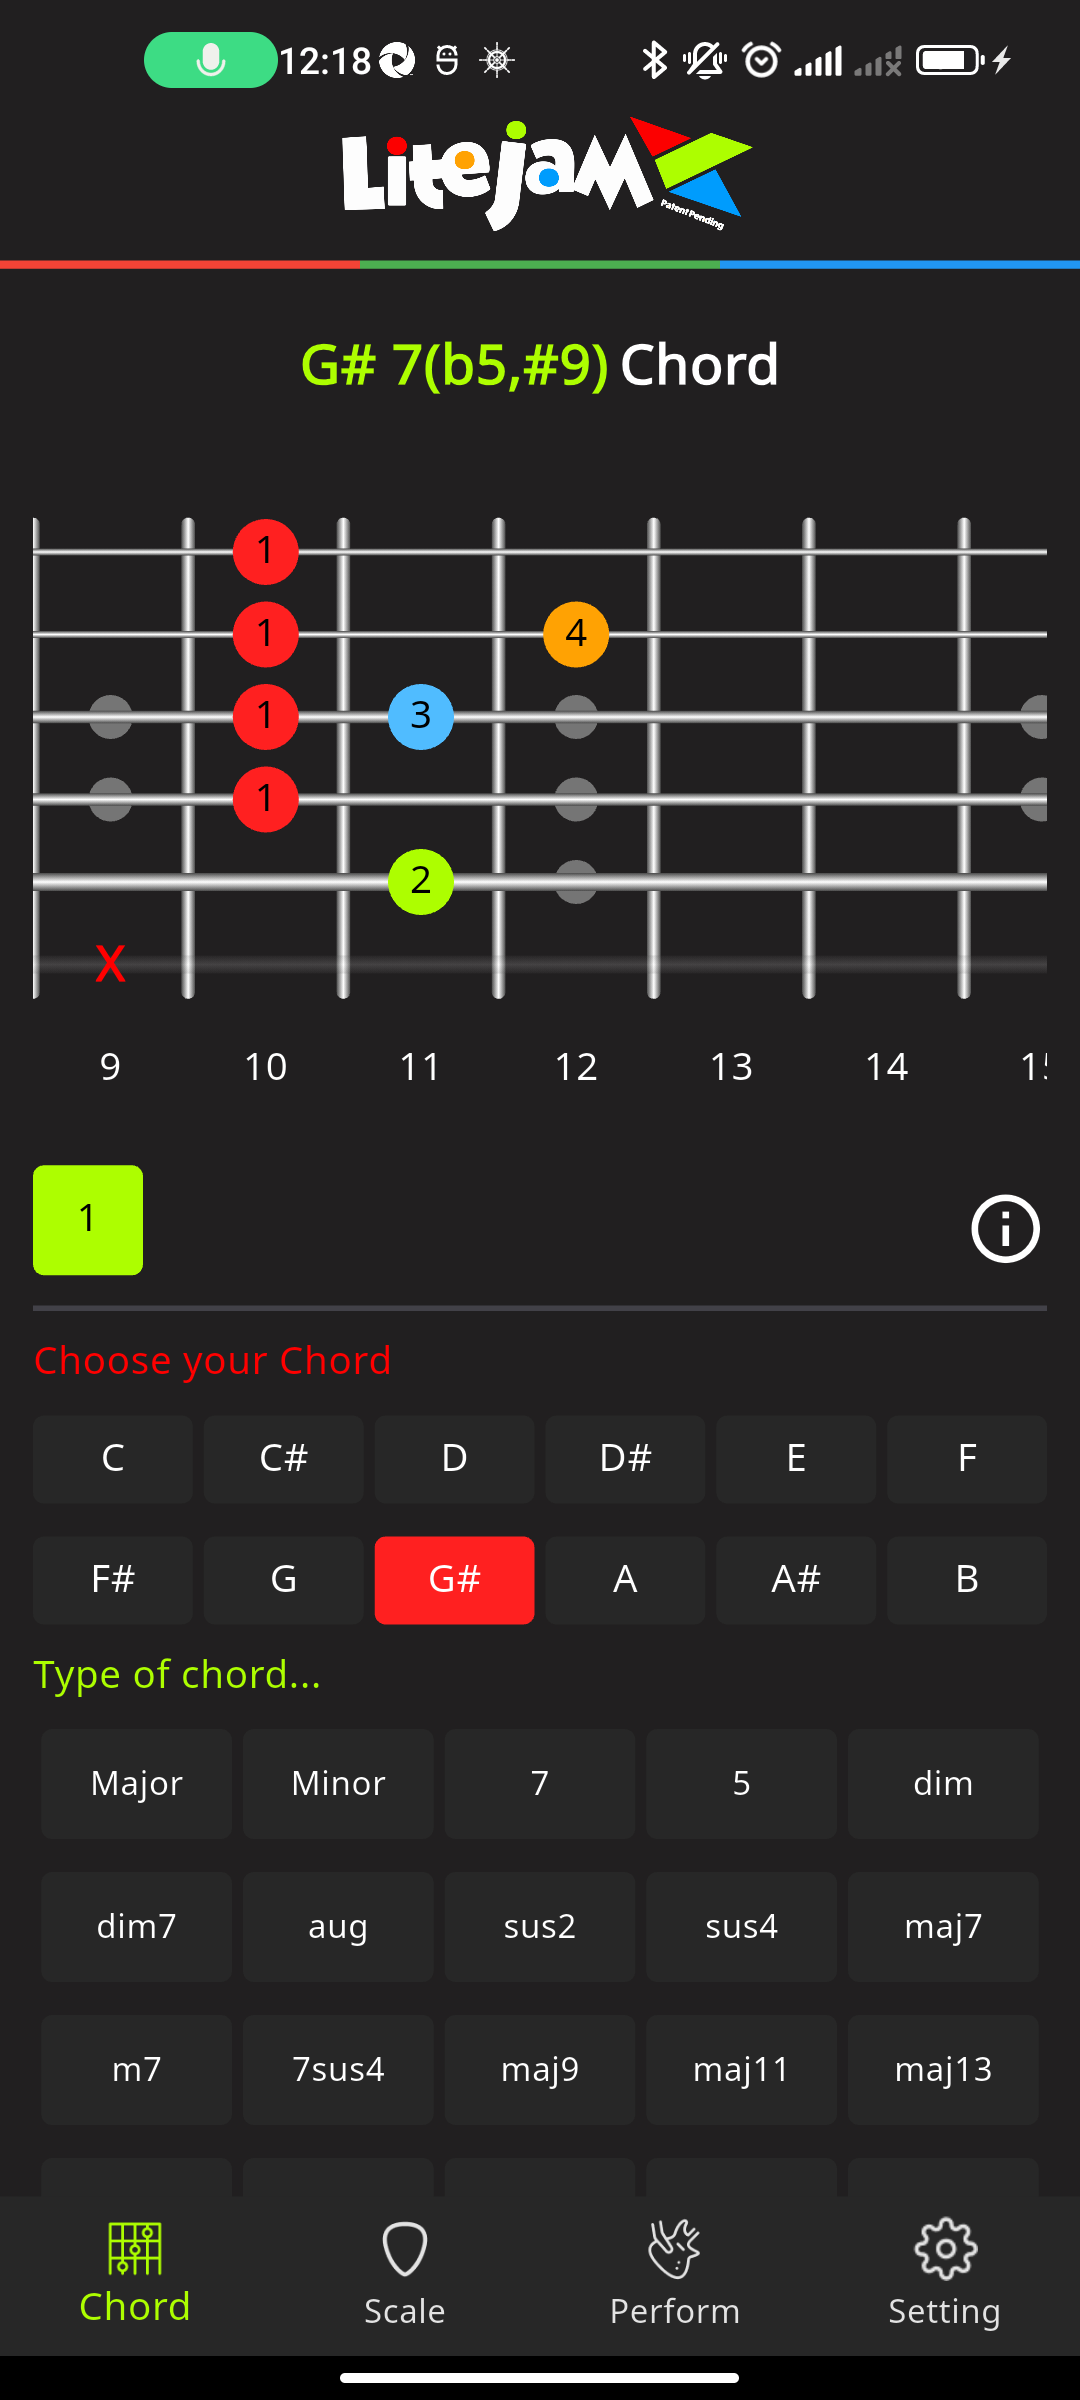 12:18
Litejam
Patent Pending
G# 7(b5,#9) Chord
1
1 4
1 3
1
2
X
9 10 11 12 13 14 15
1
Choose your Chord
C C# D D# E F
F# G G# A A# B
Type of chord...
Major Minor 7 5 dim
dim7 aug sus2 sus4 maj7
m7 7sus4 maj9 maj11 maj13
Chord Scale Perform Setting